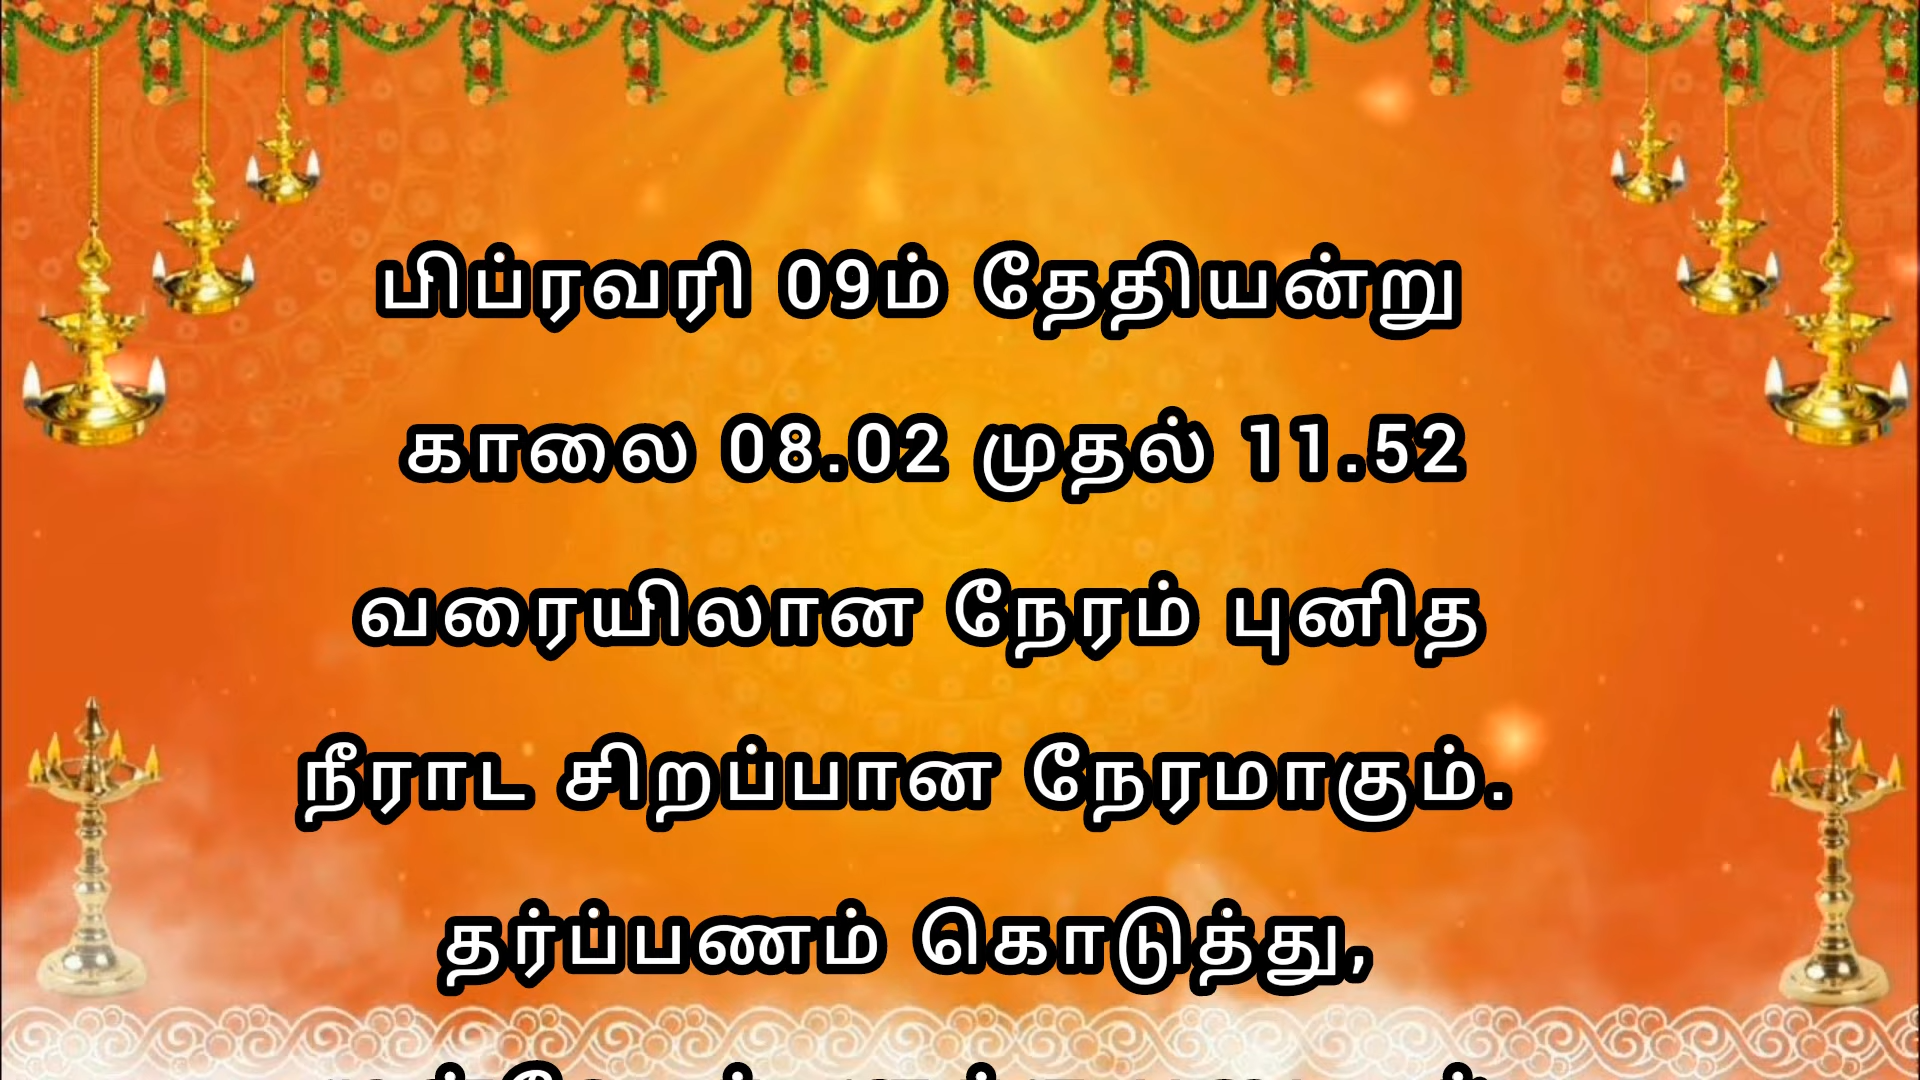 பிப்ரவரி 09ம் தேதியன்று
காலை 08.02 முதல் 11.52
வரையிலான நேரம் புனித
நீராட சிறப்பான நேரமாகும்.
தர்ப்பணம் கொடுத்து,